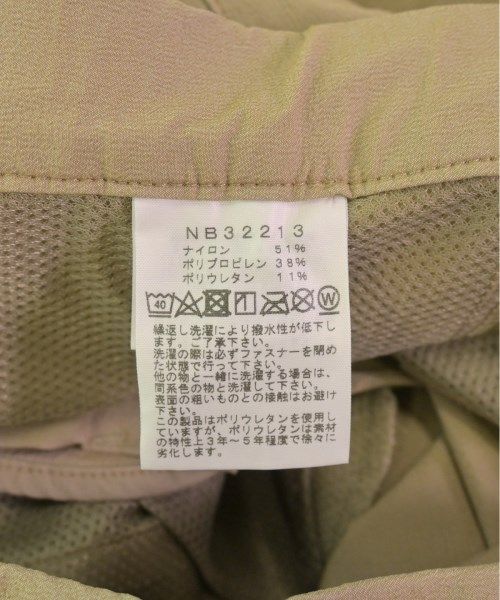 NB32213
ナイロン 51%
ポリプロピレン 38%
ポリウレタン 11%
40 W
繰返し洗濯により撥水性が低下し
ます。ご了承下さい。
洗濯の際は必ずファスナーを閉め
た状態で行って下さい。
他の物と一緒に洗濯する場合は、
同系色の物と洗濯して下さい。
表面の粗いものとの接触はお避け
下さい。
この製品はポリウレタンを使用し
ていますが、ポリウレタンは素材
の特性上3年～5年程度で徐々に
劣化します。